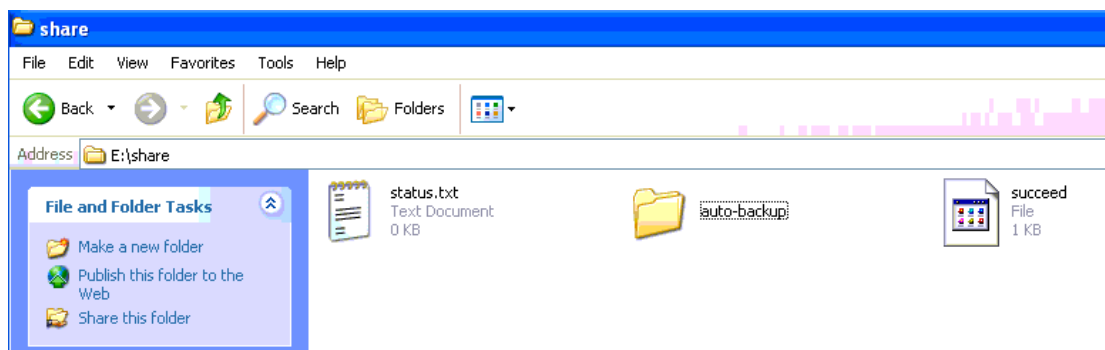 share
File Edit View Favorites Tools Help
Back Search Folders
Address E:\share
File and Folder Tasks
Make a new folder
Publish this folder to the
Web
Share this folder
status.txt
Text Document
0 KB
auto-backup
succeed
File
1 KB